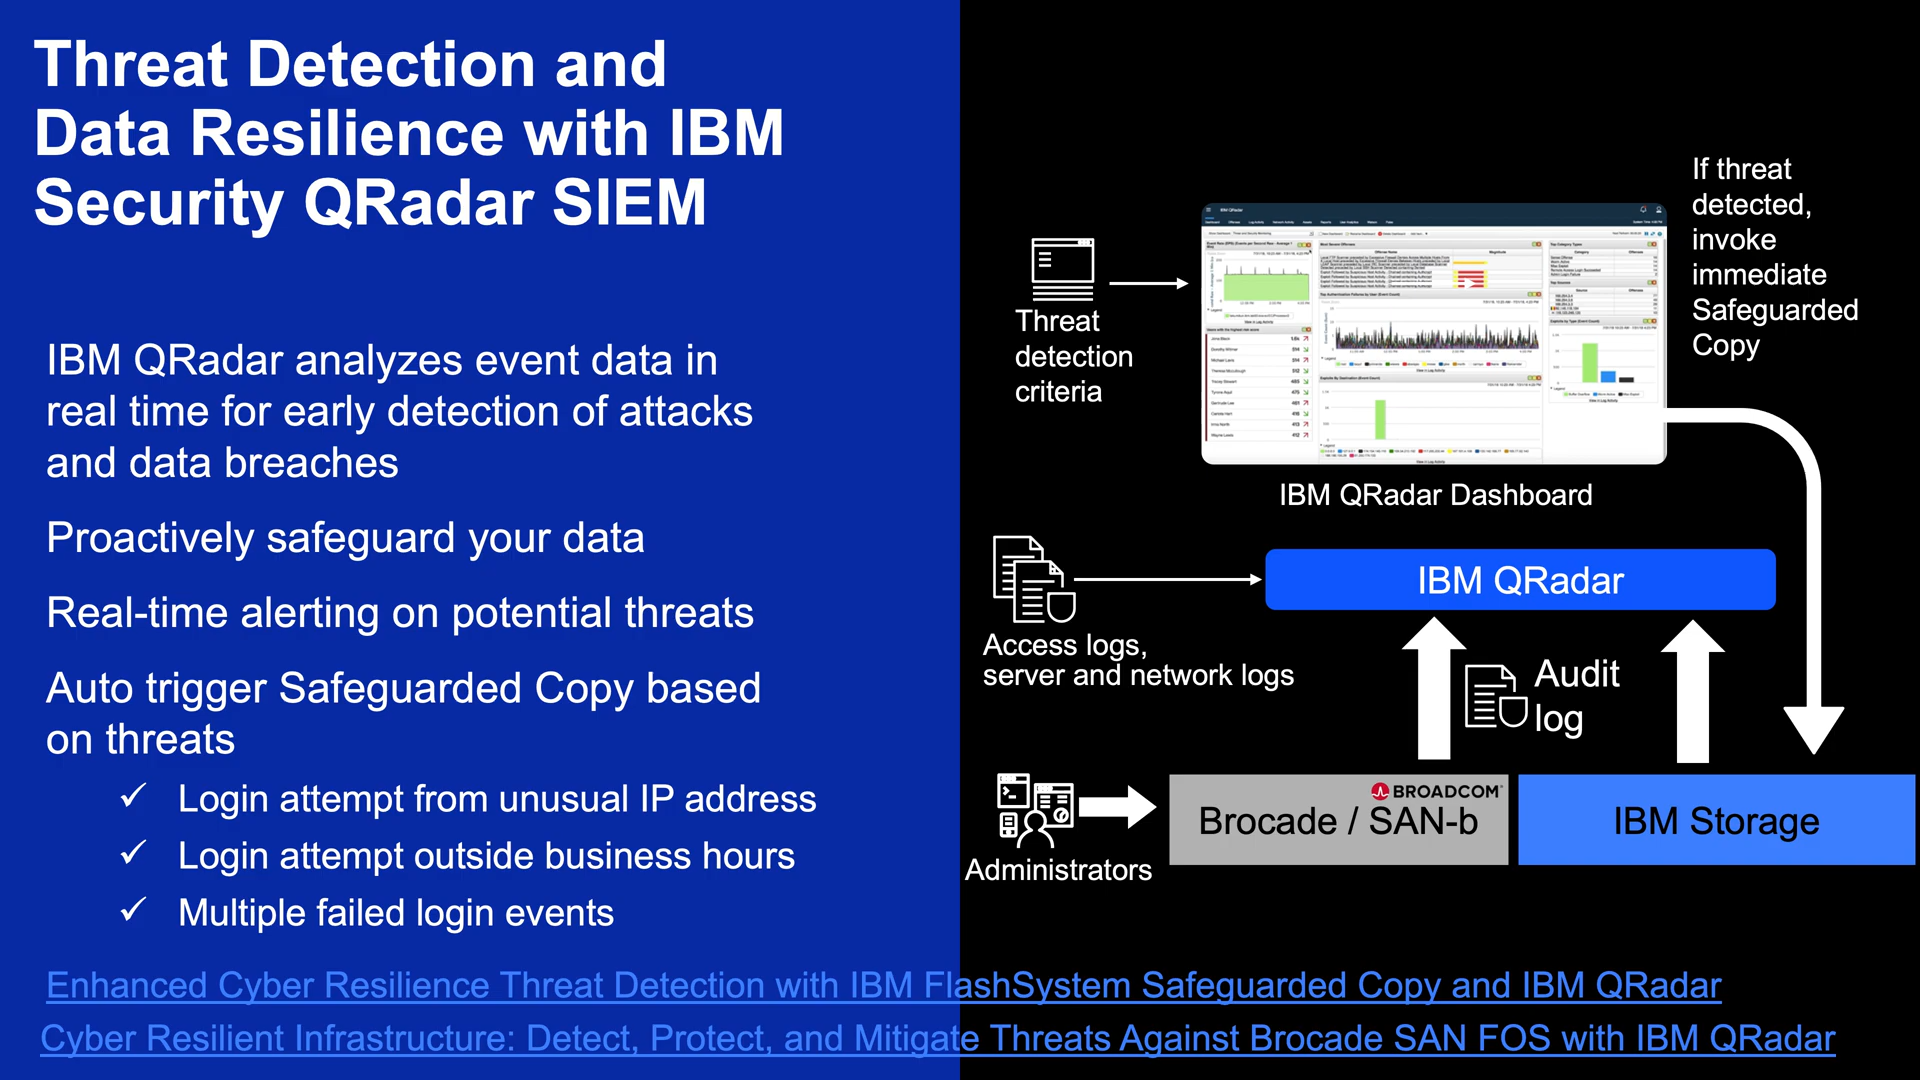 Threat Detection and
Data Resilience with IBM
Security QRadar SIEM
IBM QRadar analyzes event data in
real time for early detection of attacks
and data breaches
Proactively safeguard your data
Real-time alerting on potential threats
Auto trigger Safeguarded Copy based
on threats
✓ Login attempt from unusual IP address
✓ Login attempt outside business hours
✓ Multiple failed login events
Enhanced Cyber Resilience Threat Detection with IBM FlashSystem Safeguarded Copy and IBM QRadar
Cyber Resilient Infrastructure: Detect, Protect, and Mitigate Threats Against Brocade SAN FOS with IBM QRadar
Threat
detection
criteria
IBM QRadar
IBM QRadar Dashboard
If threat
detected,
invoke
immediate
Safeguarded
Copy
Access logs,
server and network logs
IBM QRadar
Audit
log
Administrators
BROADCOM
Brocade / SAN-b
IBM Storage